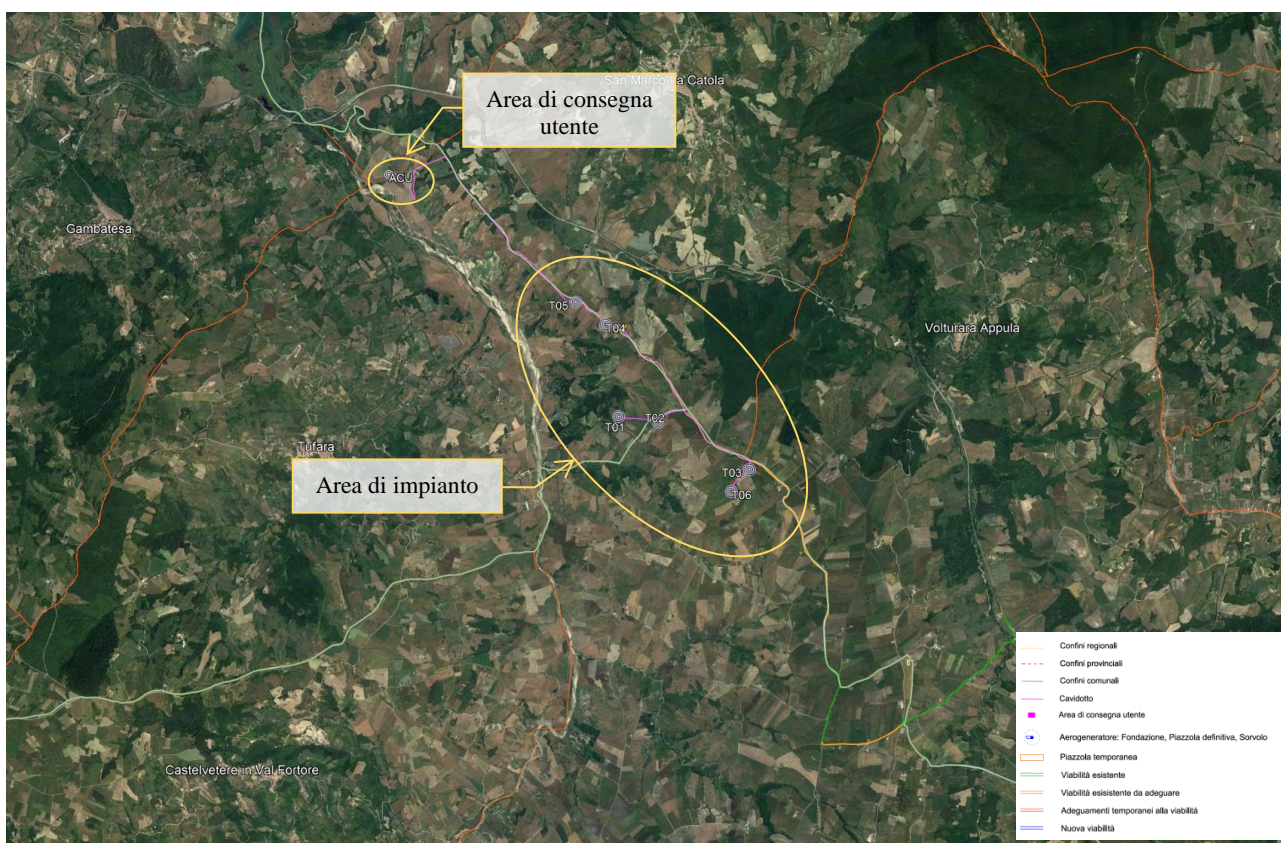 San Marco La Catola
Area di consegna
utente
ACU
Gambatesa
T05
T04
Volturara Appula
T01
T02
Tufara
Area di impianto
T03
T06
Castelvetere in Val Fortore
Confini regionali
Confini provinciali
Confini comunali
Cavidotto
Area di consegna utente
Aerogeneratore: Fondazione, Piazzola definitiva, Sorvolo
Piazzola temporanea
Viabilità esistente
Viabilità esisistente da adeguare
Adeguamenti temporanei alla viabilità
Nuova viabilità